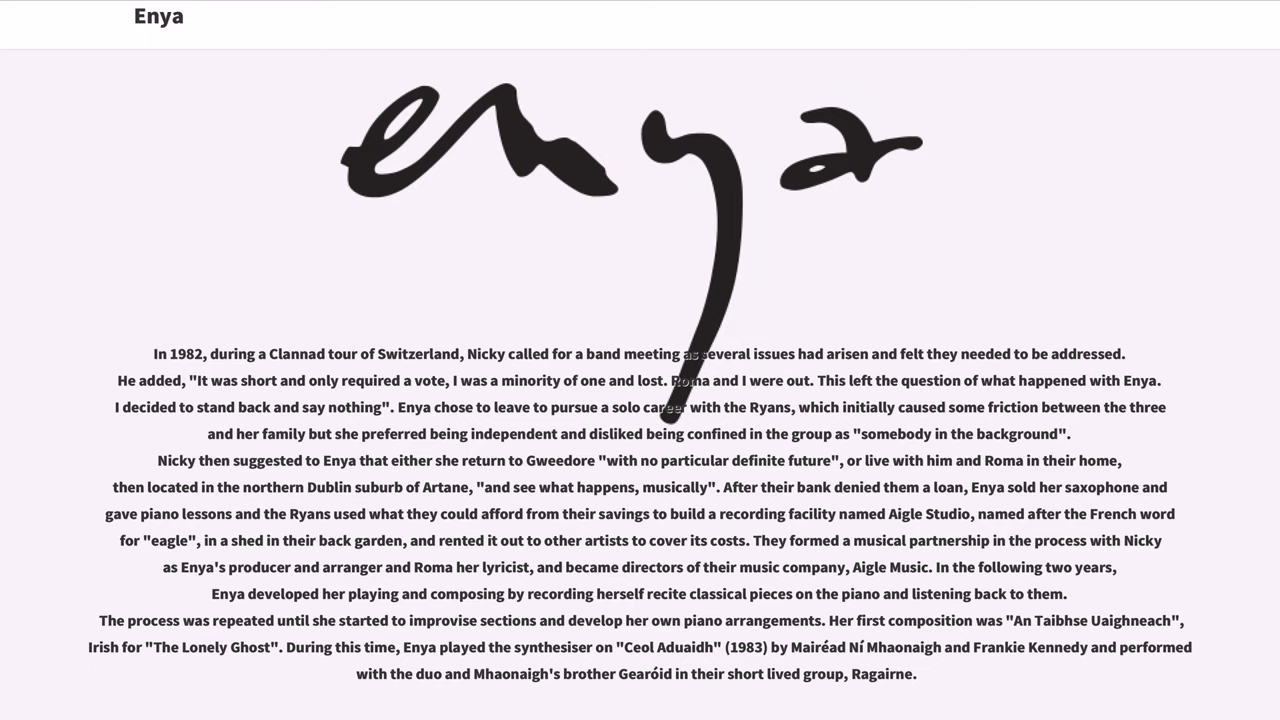 Enya
enya
In 1982, during a Clannad tour of Switzerland, Nicky called for a band meeting as several issues had arisen and felt they needed to be addressed.
He added, "It was short and only required a vote, I was a minority of one and lost. Roma and I were out. This left the question of what happened with Enya.
I decided to stand back and say nothing". Enya chose to leave to pursue a solo career with the Ryans, which initially caused some friction between the three
and her family but she preferred being independent and disliked being confined in the group as "somebody in the background".
Nicky then suggested to Enya that either she return to Gweedore "with no particular definite future", or live with him and Roma in their home,
then located in the northern Dublin suburb of Artane, "and see what happens, musically". After their bank denied them a loan, Enya sold her saxophone and
gave piano lessons and the Ryans used what they could afford from their savings to build a recording facility named Aigle Studio, named after the French word
for "eagle", in a shed in their back garden, and rented it out to other artists to cover its costs. They formed a musical partnership in the process with Nicky
as Enya's producer and arranger and Roma her lyricist, and became directors of their music company, Aigle Music. In the following two years,
Enya developed her playing and composing by recording herself recite classical pieces on the piano and listening back to them.
The process was repeated until she started to improvise sections and develop her own piano arrangements. Her first composition was "An Taibhse Uaighneach",
Irish for "The Lonely Ghost". During this time, Enya played the synthesiser on "Ceol Aduaidh" (1983) by Mairéad Ní Mhaonaigh and Frankie Kennedy and performed
with the duo and Mhaonaigh's brother Gearóid in their short lived group, Ragairne.